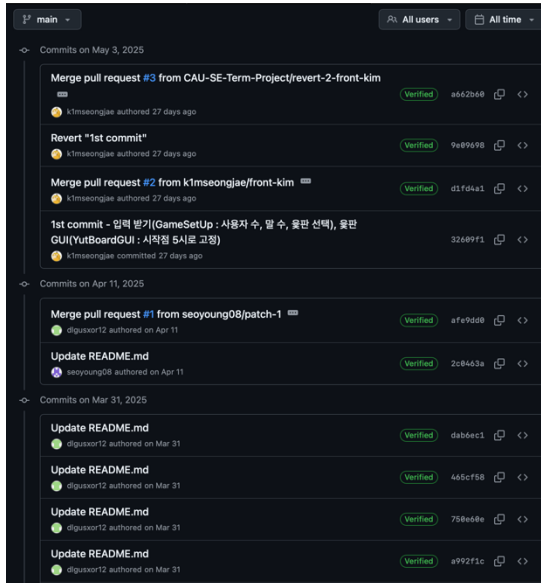 main
All users
All time
Commits on May 3, 2025
Merge pull request #3 from CAU-SE-Term-Project/revert-2-front-kim
k1mseongjae authored 27 days ago
Verified
a662b60
Revert "1st commit"
k1mseongjae authored 27 days ago
Verified
9e09698
Merge pull request #2 from k1mseongjae/front-kim
k1mseongjae authored 27 days ago
Verified
d1fd4a1
1st commit - 입력 받기(GameSetUp : 사용자 수, 말 수, 윷판 선택), 윷판
GUI(YutBoardGUI : 시작점 5시로 고정)
k1mseongjae committed 27 days ago
32609f1
Commits on Apr 11, 2025
Merge pull request #1 from seoyoung08/patch-1
dlgusxor12 authored on Apr 11
Verified
afe9dd0
Update README.md
seoyoung08 authored on Apr 11
Verified
2c0463a
Commits on Mar 31, 2025
Update README.md
dlgusxor12 authored on Mar 31
Verified
dab6ec1
Update README.md
dlgusxor12 authored on Mar 31
Verified
465cf58
Update README.md
dlgusxor12 authored on Mar 31
Verified
750e60e
Update README.md
dlgusxor12 authored on Mar 31
Verified
a992f1c